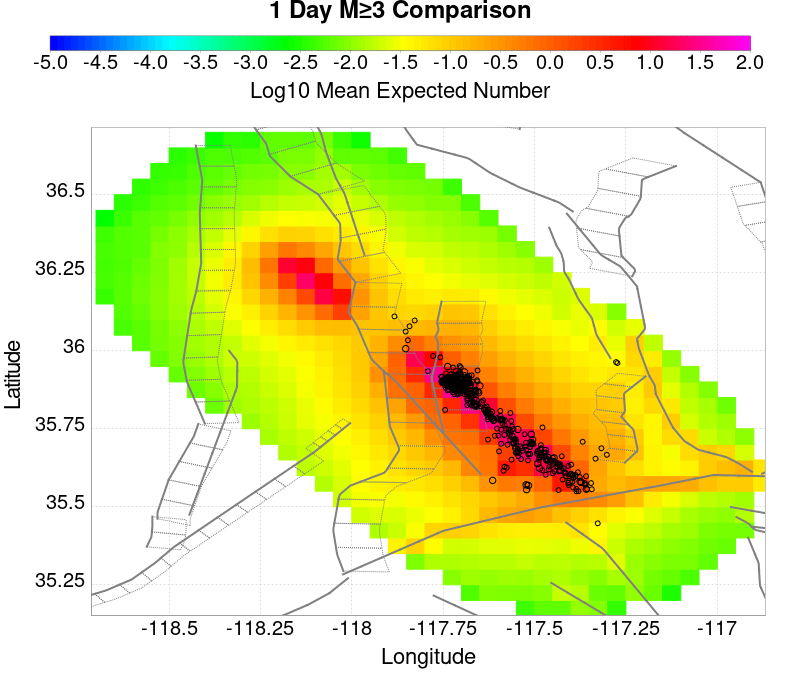 1 Day M≥3 Comparison
-5.0 -4.5 -4.0 -3.5 -3.0 -2.5 -2.0 -1.5 -1.0 -0.5 0.0 0.5 1.0 1.5 2.0
Log10 Mean Expected Number
36.5
36.25
36
35.75
35.5
35.25
Latitude
-118.5 -118.25 -118 -117.75 -117.5 -117.25 -117
Longitude